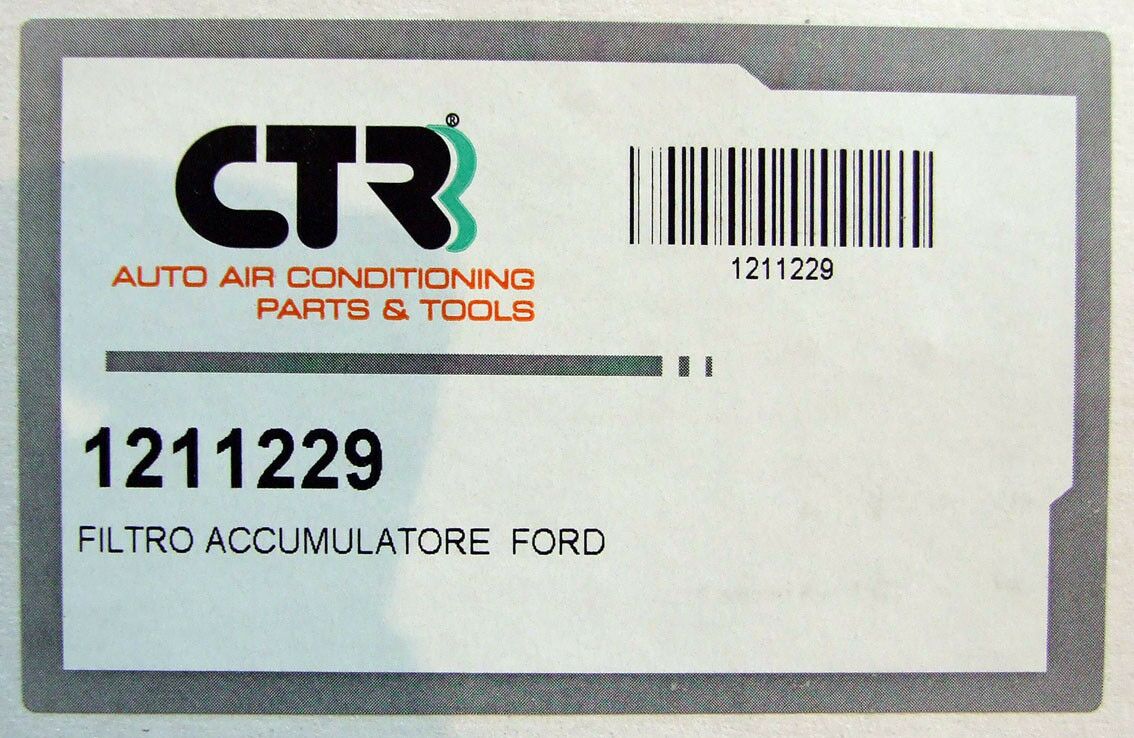 CTR®
AUTO AIR CONDITIONING
PARTS & TOOLS
1211229
1211229
FILTRO ACCUMULATORE FORD